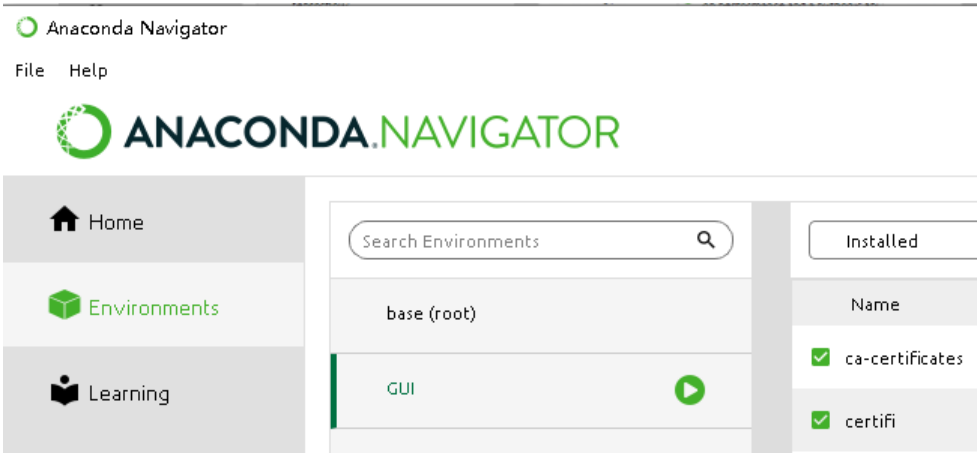 Anaconda Navigator
File Help
ANACONDA.NAVIGATOR
Home
Environments
Learning
Search Environments
base (root)
GUI
Installed
Name
ca-certificates
certifi